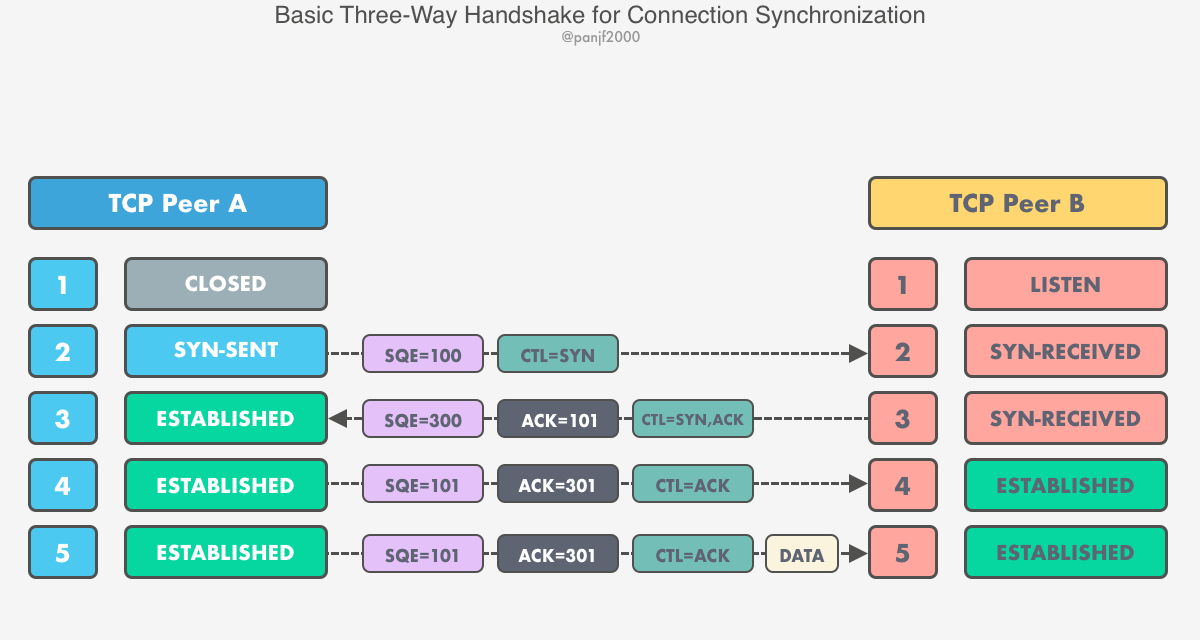 Basic Three-Way Handshake for Connection Synchronization
@panjf2000
TCP Peer A TCP Peer B
1 CLOSED 1 LISTEN
2 SYN-SENT SQE=100 CTL=SYN 2 SYN-RECEIVED
3 ESTABLISHED SQE=300 ACK=101 CTL=SYN,ACK 3 SYN-RECEIVED
4 ESTABLISHED SQE=101 ACK=301 CTL=ACK 4 ESTABLISHED
5 ESTABLISHED SQE=101 ACK=301 CTL=ACK DATA 5 ESTABLISHED